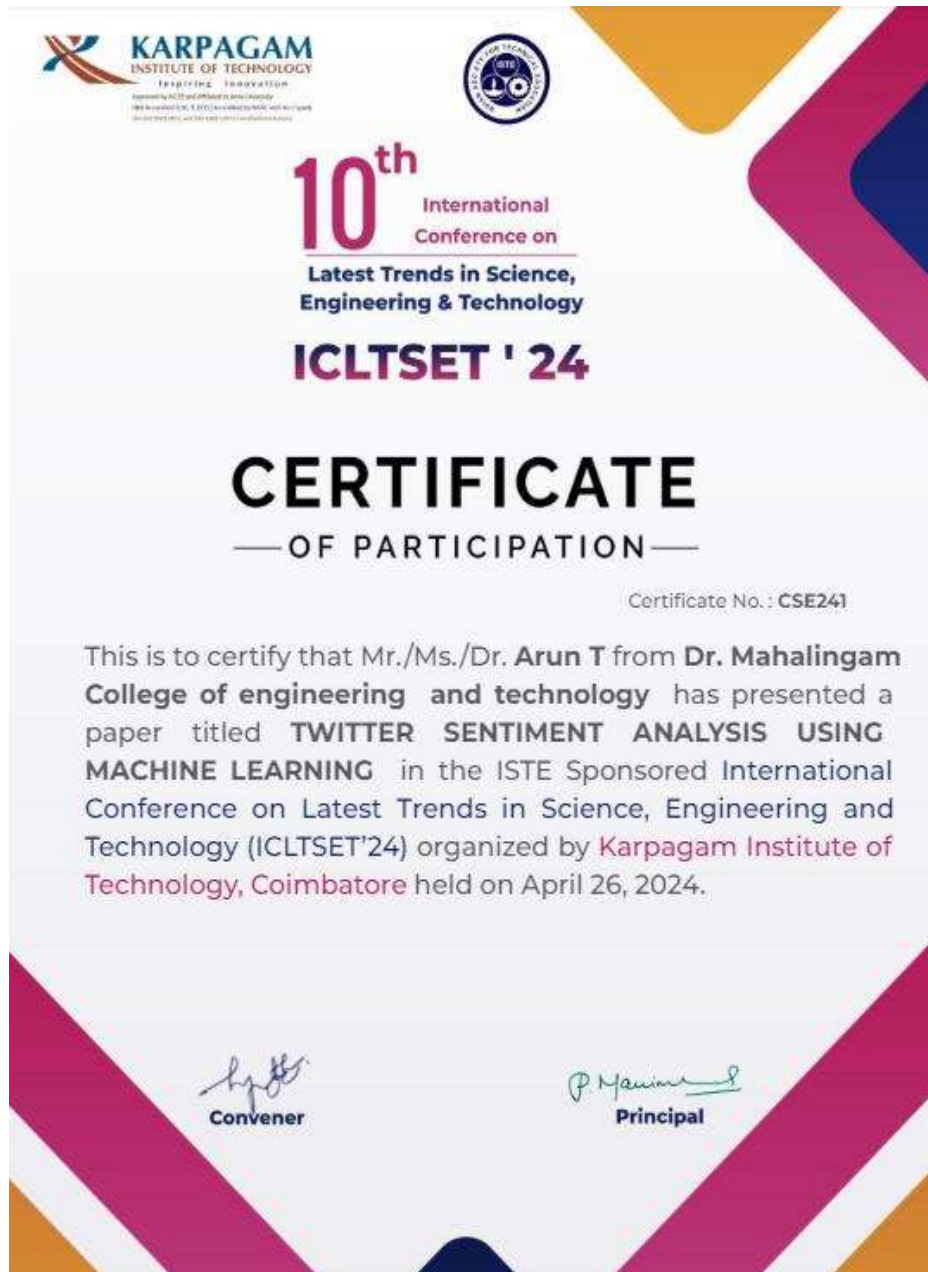 KARPAGAM
INSTITUTE OF TECHNOLOGY
Inspiring Innovation
ISTE
10th
International
Conference on
Latest Trends in Science,
Engineering & Technology
ICLTSET ' 24
CERTIFICATE
OF PARTICIPATION
Certificate No. : CSE241
This is to certify that Mr./Ms./Dr. Arun T from Dr. Mahalingam
College of engineering and technology has presented a
paper titled TWITTER SENTIMENT ANALYSIS USING
MACHINE LEARNING in the ISTE Sponsored International
Conference on Latest Trends in Science, Engineering and
Technology (ICLTSET'24) organized by Karpagam Institute of
Technology, Coimbatore held on April 26, 2024.
Convener
Principal